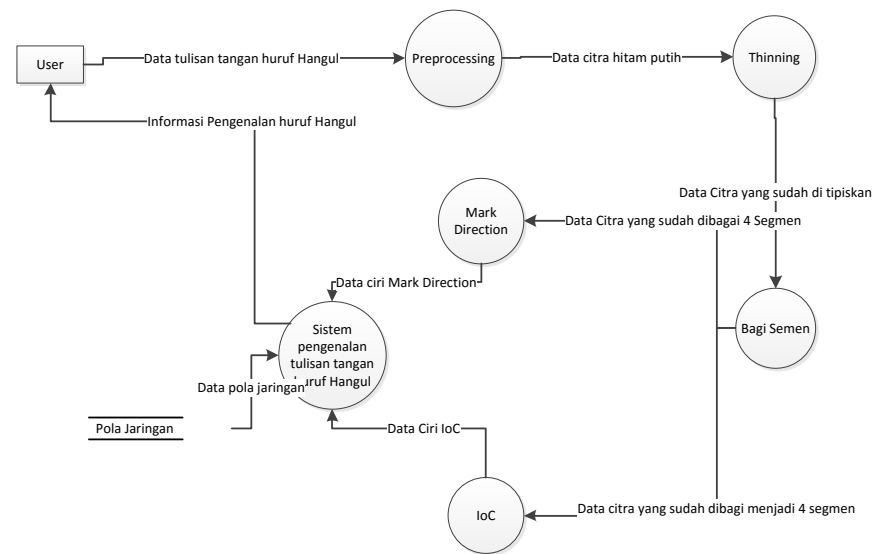 User
Data tulisan tangan huruf Hangul
Preprocessing
Data citra hitam putih
Thinning
Informasi Pengenalan huruf Hangul
Data Citra yang sudah di tipiskan
Mark
Direction
Data Citra yang sudah dibagai 4 Segmen
Data ciri Mark Direction
Bagi Semen
Sistem
pengenalan
tulisan tangan
huruf Hangul
Data pola jaringan
Pola Jaringan
Data Ciri IoC
IoC
Data citra yang sudah dibagi menjadi 4 segmen